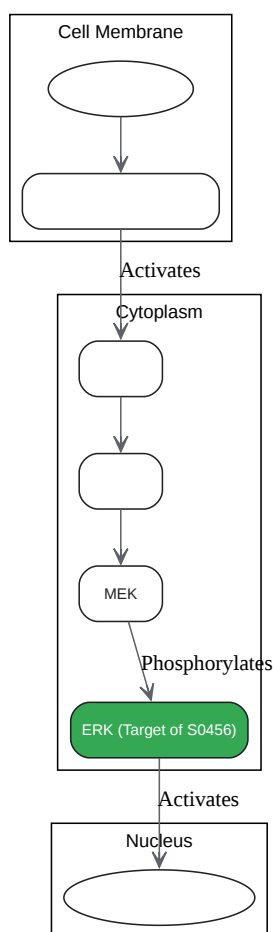 Cell Membrane
Activates
Cytoplasm
MEK
Phosphorylates
ERK (Target of S0456)
Activates
Nucleus